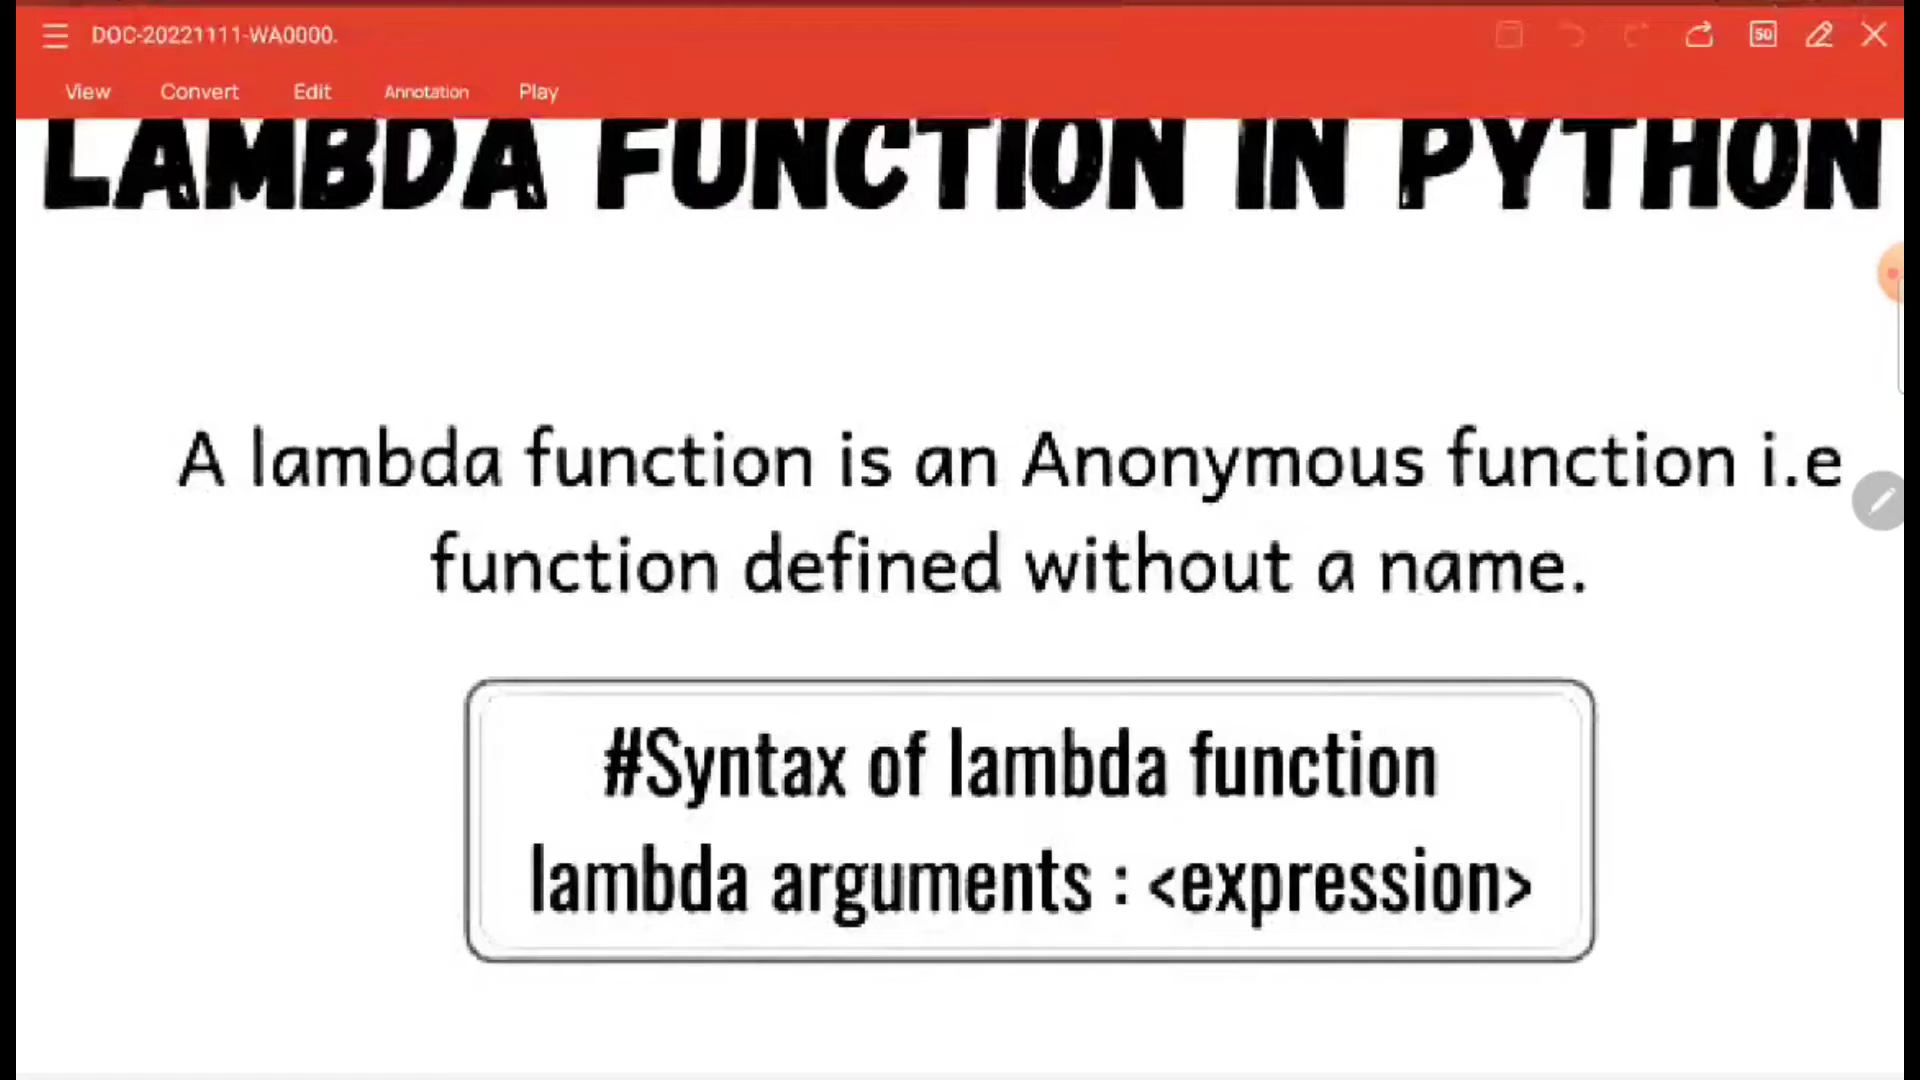 DOC-20221111-WA0000.
50
View Convert Edit Annotation Play
LAMBDA FUNCTION IN PYTHON
A lambda function is an Anonymous function i.e
function defined without a name.
#Syntax of lambda function
lambda arguments : <expression>